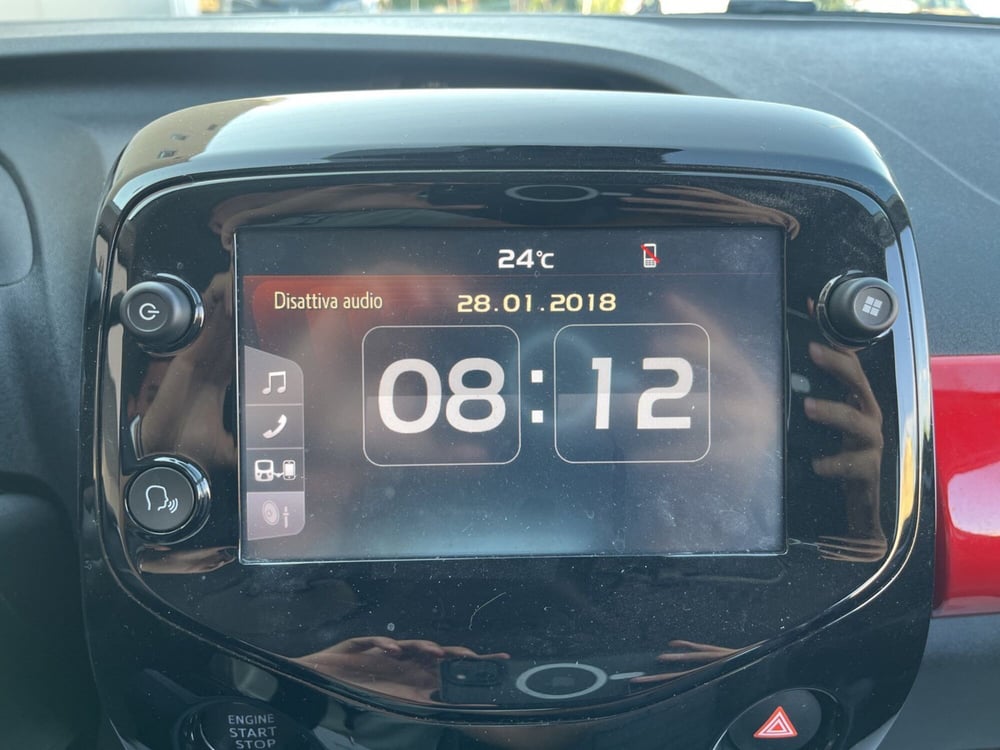 24°C
Disattiva audio
28.01.2018
08:12
ENGINE
START
STOP